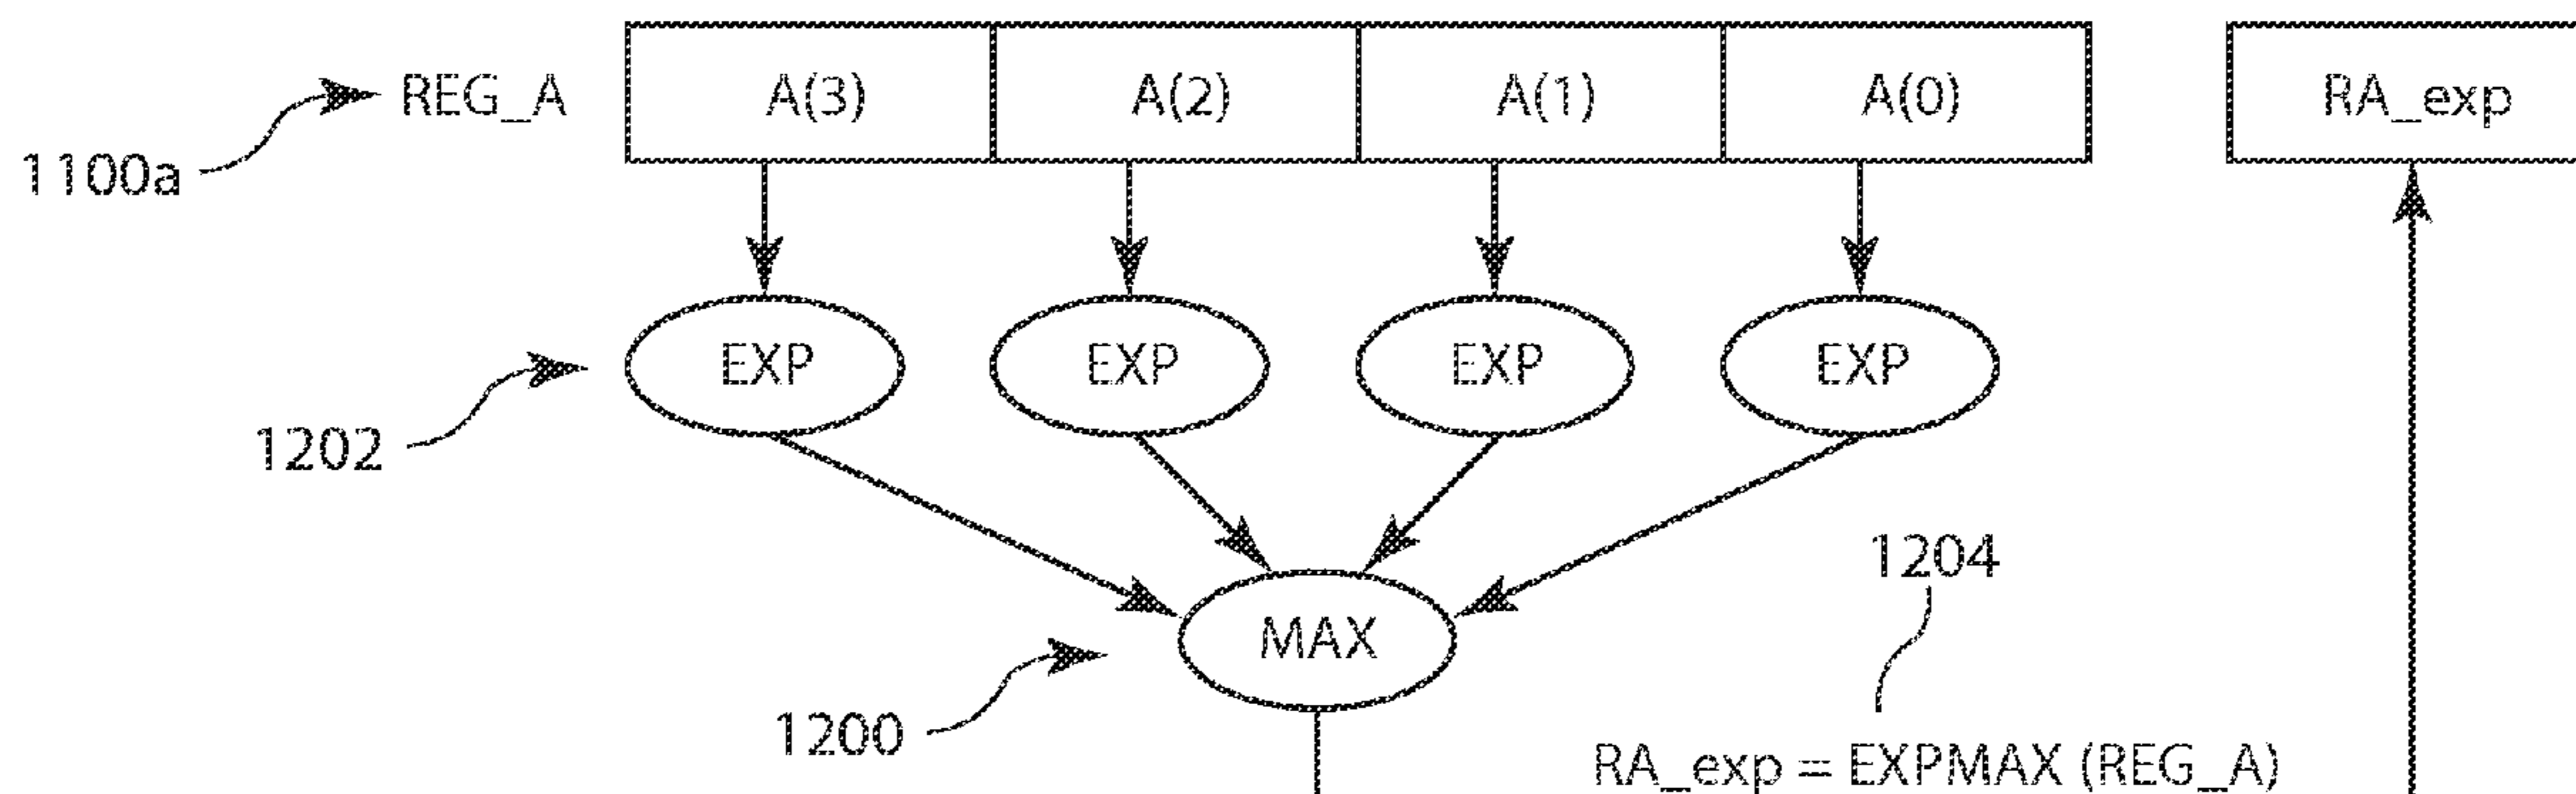 REG_A A(3) A(2) A(1) A(0) RA_exp
1100a
EXP EXP EXP EXP
1202
1204
MAX
1200
RA_exp = EXPMAX (REG_A)